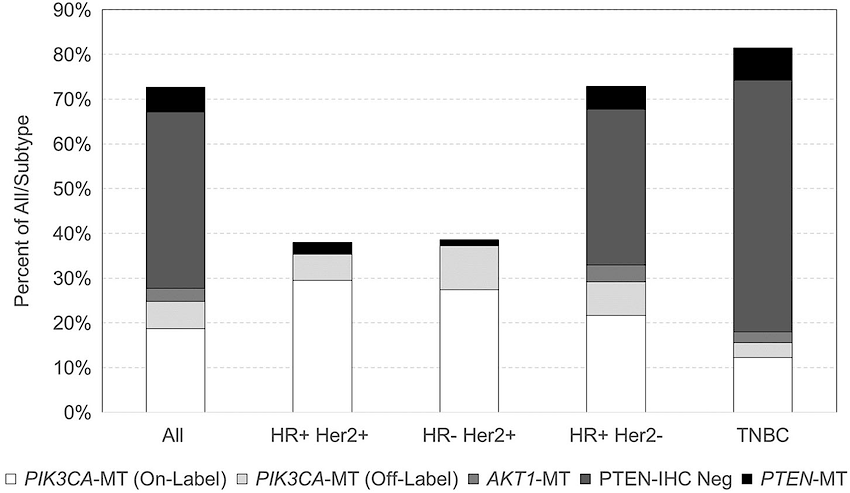 90%
80%
70%
60%
50%
40%
30%
20%
10%
0%
Percent of All/Subtype
All
HR+ Her2+
HR- Her2+
HR+ Her2-
TNBC
PIK3CA-MT (On-Label) PIK3CA-MT (Off-Label) AKT1-MT PTEN-IHC Neg PTEN-MT